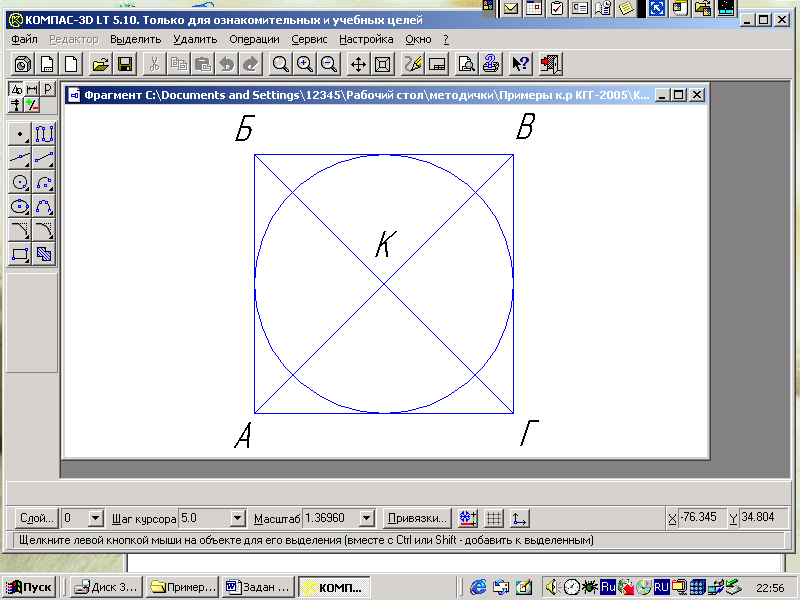 КОМПАС-3D LT 5.10. Только для ознакомительных и учебных целей
Файл Редактор Выделить Удалить Операции Сервис Настройка Окно ?
Фрагмент C:\Documents and Settings\12345\Рабочий стол\методички\Примеры к.р КГГ-2005\К...
Б
В
К
А
Г
Слой... 0 Шаг курсора 5.0 Масштаб 1.36960 Привязки... X -76.345 Y 34.804
Щелкните левой кнопкой мыши на объекте для его выделения (вместе с Ctrl или Shift - добавить к выделенным)
Пуск Диск 3... Пример... Задан ... КОМП... Ru RU 22:56